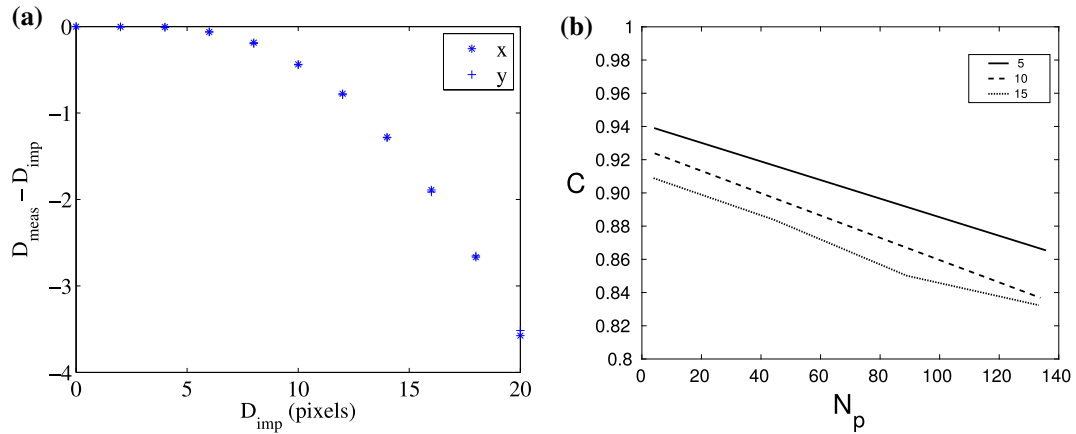 (a)
0
-1
-2
-3
-4
D_meas – D_imp
0 5 10 15 20
D_imp (pixels)
x
y
(b)
1
0.98
0.96
0.94
0.92
0.90
0.88
0.86
0.84
0.82
0.8
C
0 20 40 60 80 100 120 140
N_p
5
10
15